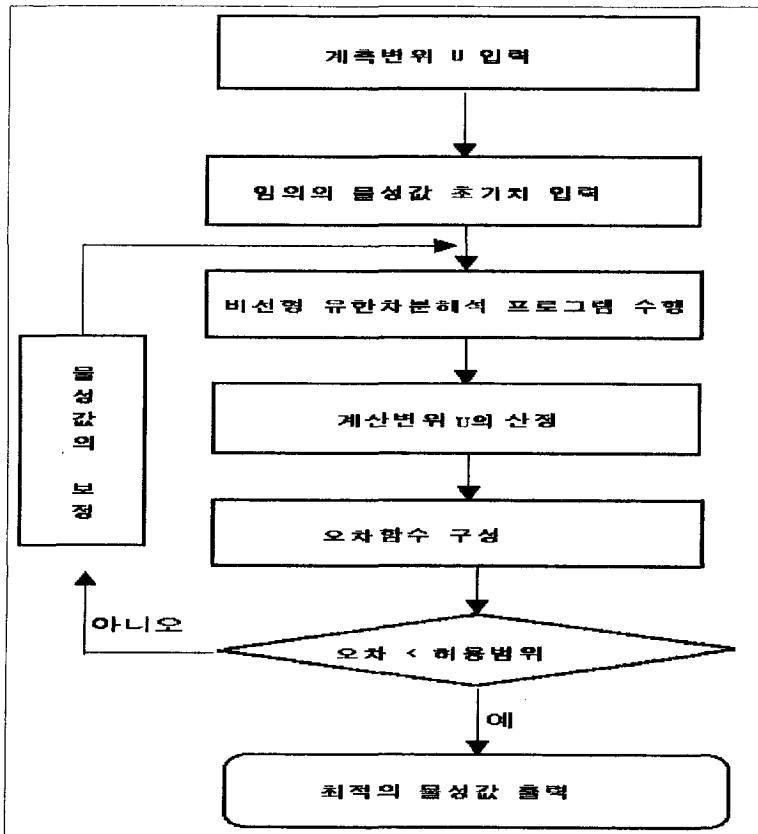 계측변위 U 입력
임의의 물성값 초기치 입력
비선형 유한차분해석 프로그램 수행
물성값의 보정
계산변위 U의 산정
오차함수 구성
아니오
오차 < 허용범위
예
최적의 물성값 출력